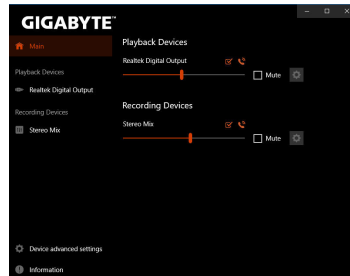 GIGABYTE™
Main
Playback Devices
Realtek Digital Output
Recording Devices
Stereo Mix
Device advanced settings
Information
Playback Devices
Realtek Digital Output
Mute
Recording Devices
Stereo Mix
Mute